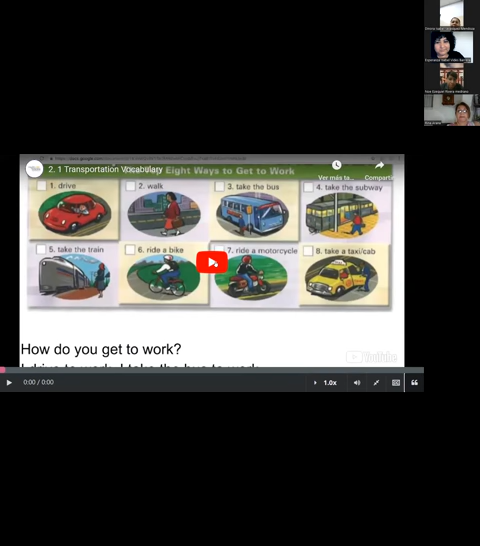 2. 1 Transportation Vocabulary
Eight Ways to Get to Work
Ver más ta...
Comparti
1. drive
2. walk
3. take the bus
4. take the subway
5. take the train
6. ride a bike
7. ride a motorcycle
8. take a taxi/cab
How do you get to work?
YouTube
0:00 / 0:00
1.0x